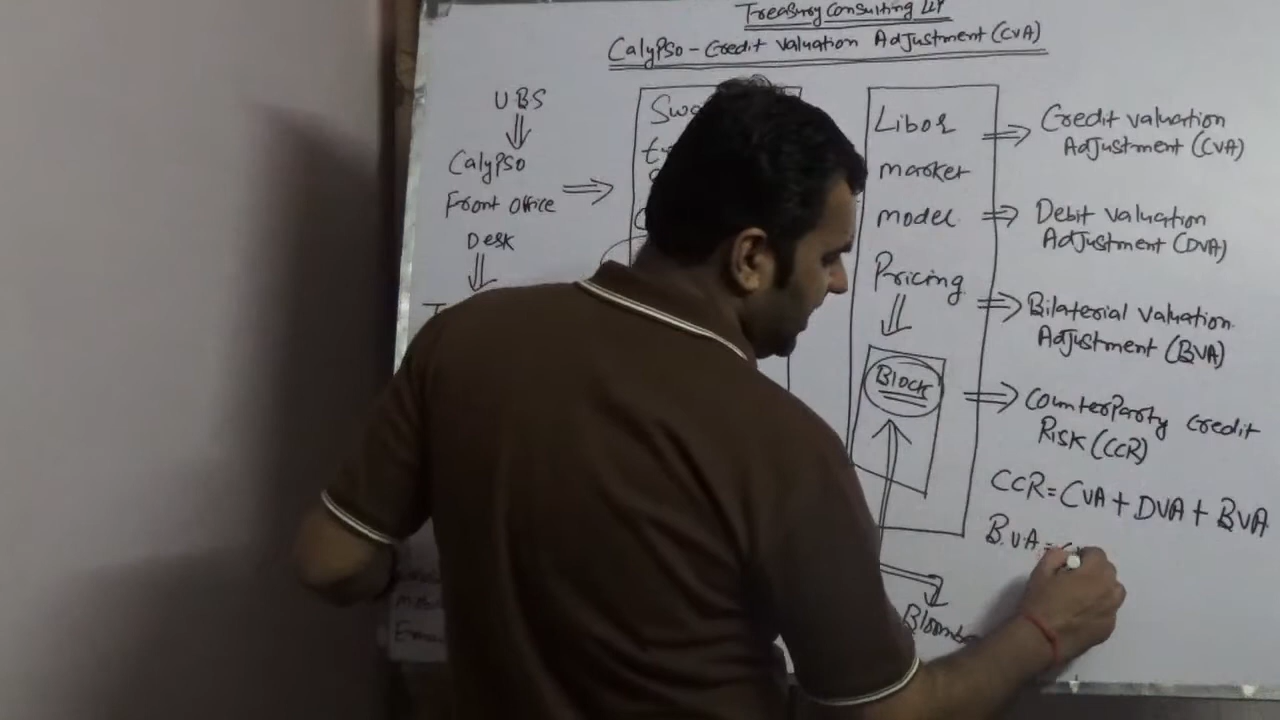 Treasury Consulting LLP
Calypso - Credit Valuation Adjustment (CVA)
UBS
Calypso
Front Office
Desk
Libor
market
model
Pricing
Block
Credit Valuation
Adjustment (CVA)
Debit Valuation
Adjustment (DVA)
Bilaterial Valuation
Adjustment (BVA)
Counterparty Credit
Risk (CCR)
CCR = CVA + DVA + BVA
BVA =